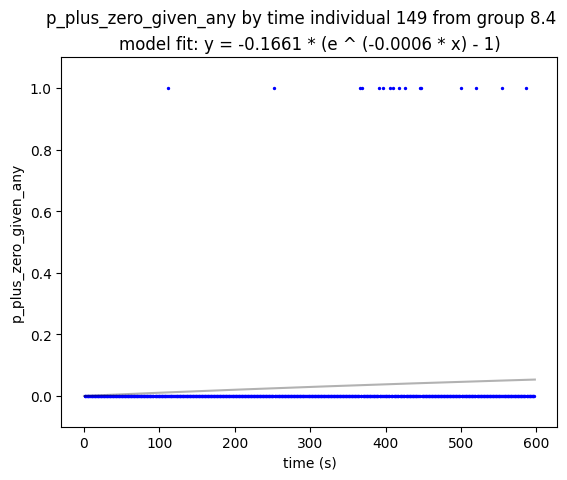 p_plus_zero_given_any by time individual 149 from group 8.4
model fit: y = -0.1661 * (e ^ (-0.0006 * x) - 1)
1.0
0.8
0.6
0.4
0.2
0.0
p_plus_zero_given_any
0 100 200 300 400 500 600
time (s)